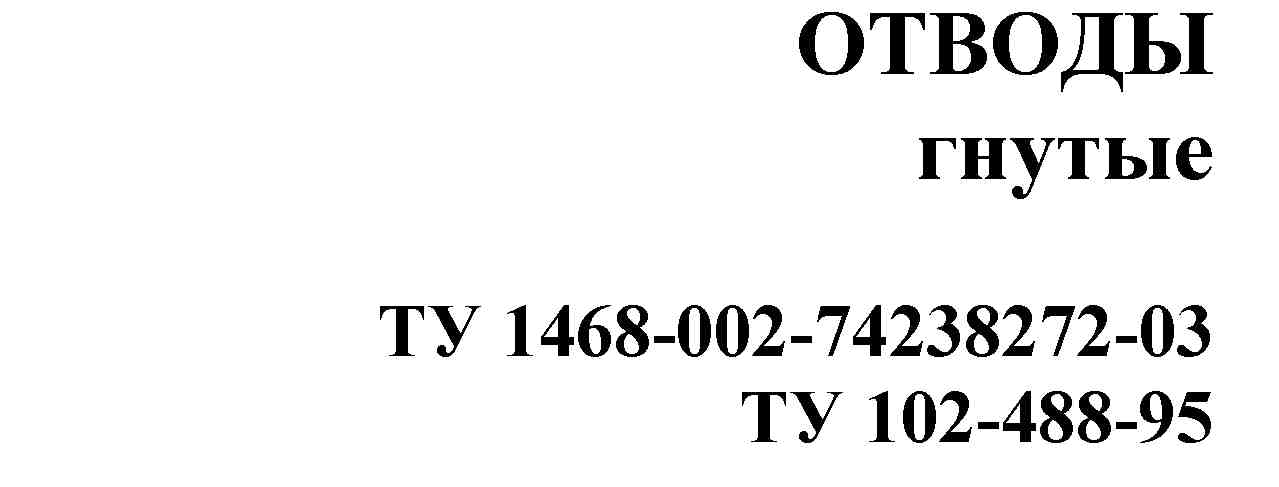 ОТВОДЫ
гнутые
ТУ 1468-002-74238272-03
ТУ 102-488-95